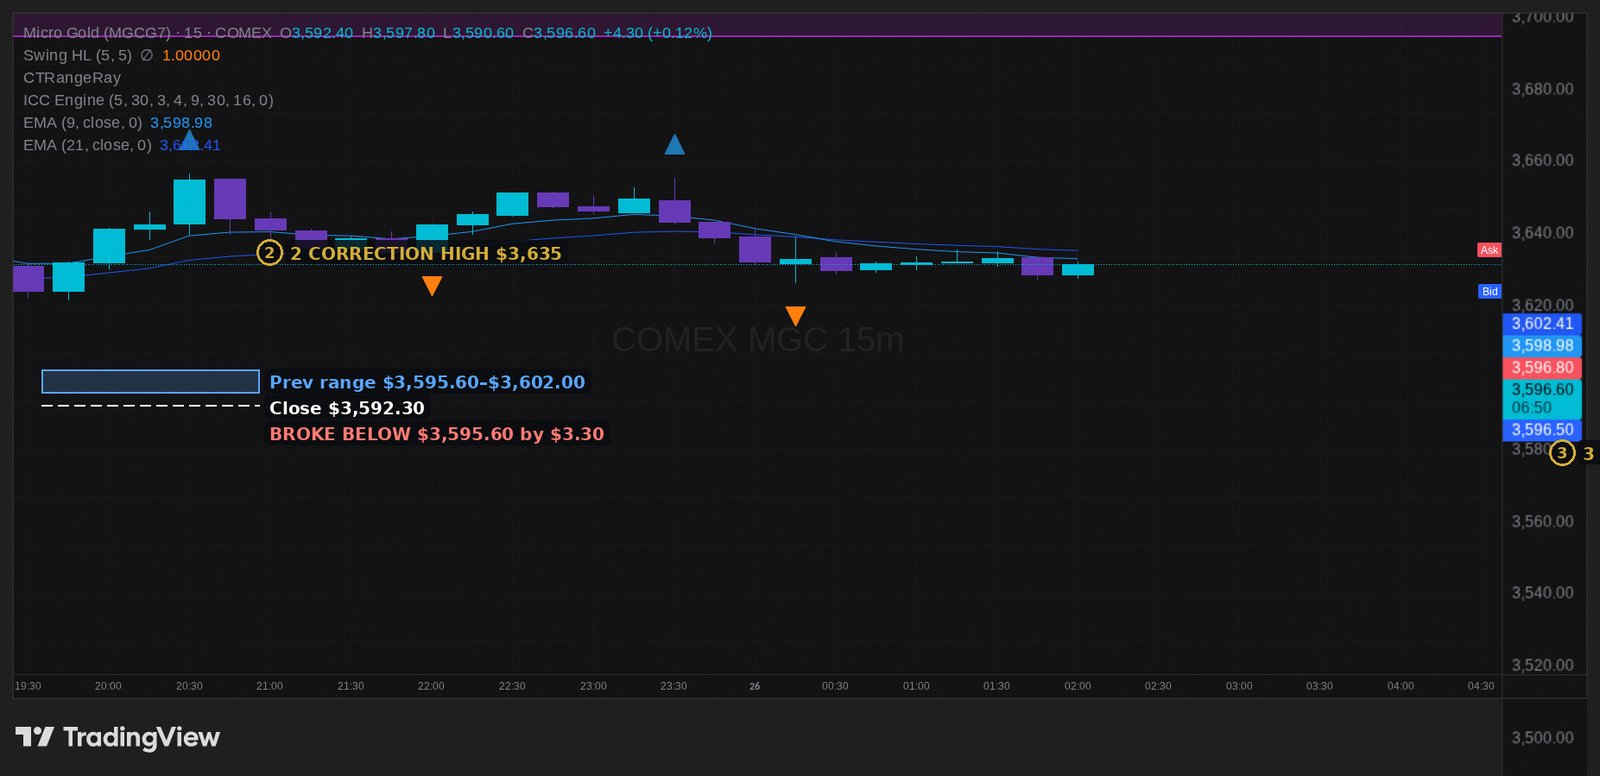 Micro Gold (MGCG7) · 15 · COMEX O3,592.40 H3,597.80 L3,590.60 C3,596.60 +4.30 (+0.12%)
Swing HL (5, 5) ∅ 1.00000
CTRangeRay
ICC Engine (5, 30, 3, 4, 9, 30, 16, 0)
EMA (9, close, 0) 3,598.98
EMA (21, close, 0)
2 2 CORRECTION HIGH $3,635
COMEX MGC 15m
Prev range $3,595.60–$3,602.00
Close $3,592.30
BROKE BELOW $3,595.60 by $3.30
3,700.00
3,680.00
3,660.00
3,640.00
Ask
Bid
3,620.00
3,602.41
3,598.98
3,596.80
3,596.60
06:50
3,596.50
3 3
3,560.00
3,540.00
3,520.00
3,500.00
19:30 20:00 20:30 21:00 21:30 22:00 22:30 23:00 23:30 26 00:30 01:00 01:30 02:00 02:30 03:00 03:30 04:00 04:30
TradingView